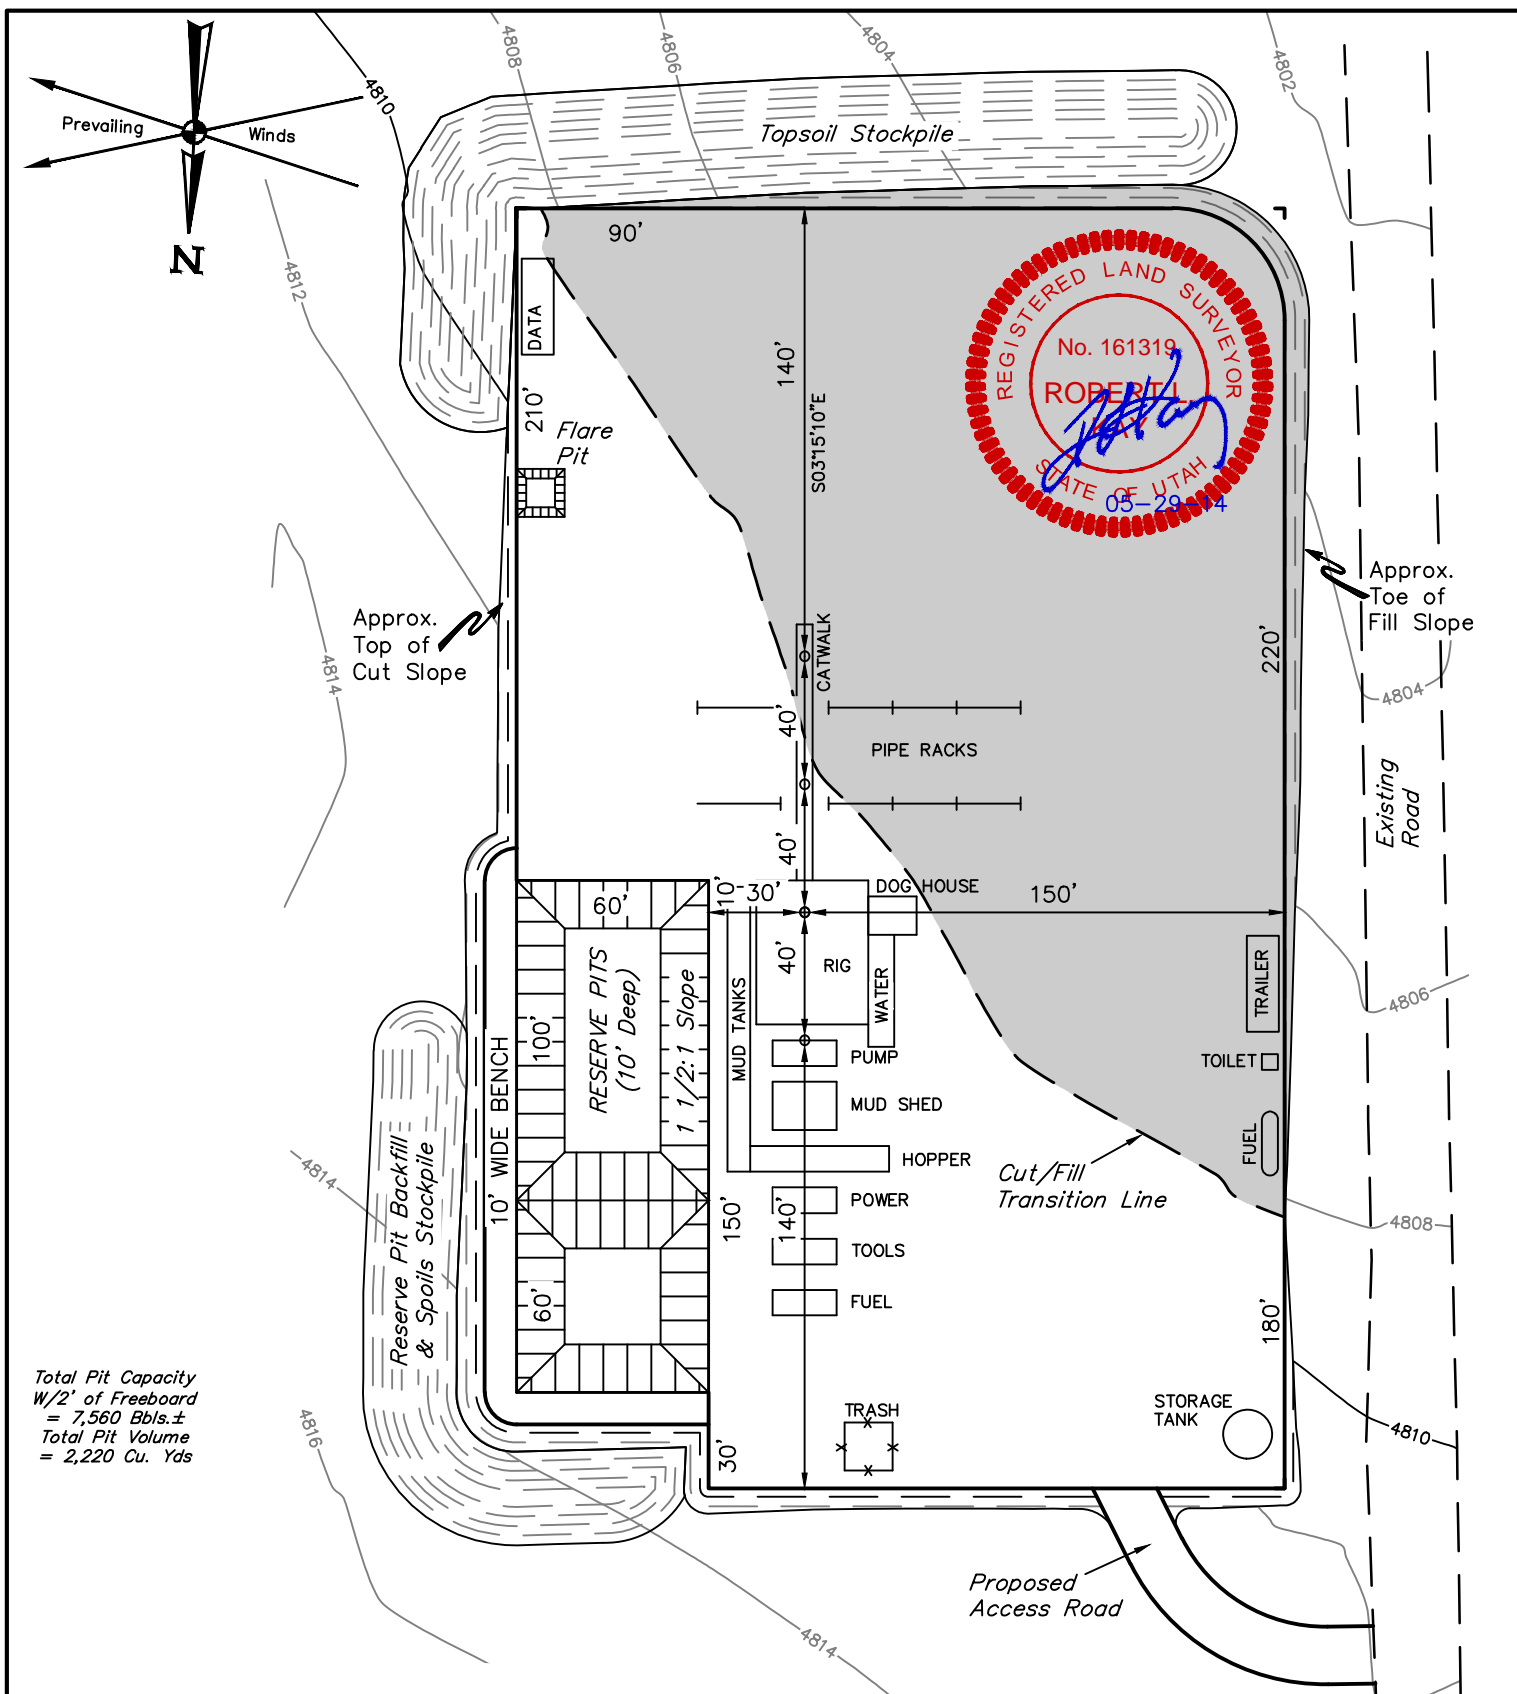 4808
4806
4804
4802
4810
Prevailing
Winds
N
Topsoil Stockpile
90'
4812
DATA
210'
Flare
Pit
140'
S03°15'10"E
REGISTERED LAND SURVEYOR
No. 161319
ROBERT L.
KAY
STATE OF UTAH
05-29-14
Approx.
Top of
Cut Slope
Approx.
Toe of
Fill Slope
4814
220'
4804
CATWALK
40'
PIPE RACKS
Existing
Road
40'
10'
30'
DOG HOUSE
150'
60'
RESERVE PITS
(10' Deep)
1 1/2:1 Slope
MUD TANKS
40'
RIG
WATER
TRAILER
4806
100'
10' WIDE BENCH
PUMP
TOILET
MUD SHED
FUEL
HOPPER
Cut/Fill
Transition Line
4814
Reserve Pit Backfill
& Spoils Stockpile
150'
140'
POWER
4808
TOOLS
60'
FUEL
180'
Total Pit Capacity
W/2' of Freeboard
= 7,560 Bbls.±
Total Pit Volume
= 2,220 Cu. Yds
4816
30'
TRASH
STORAGE
TANK
4810
Proposed
Access Road
4814